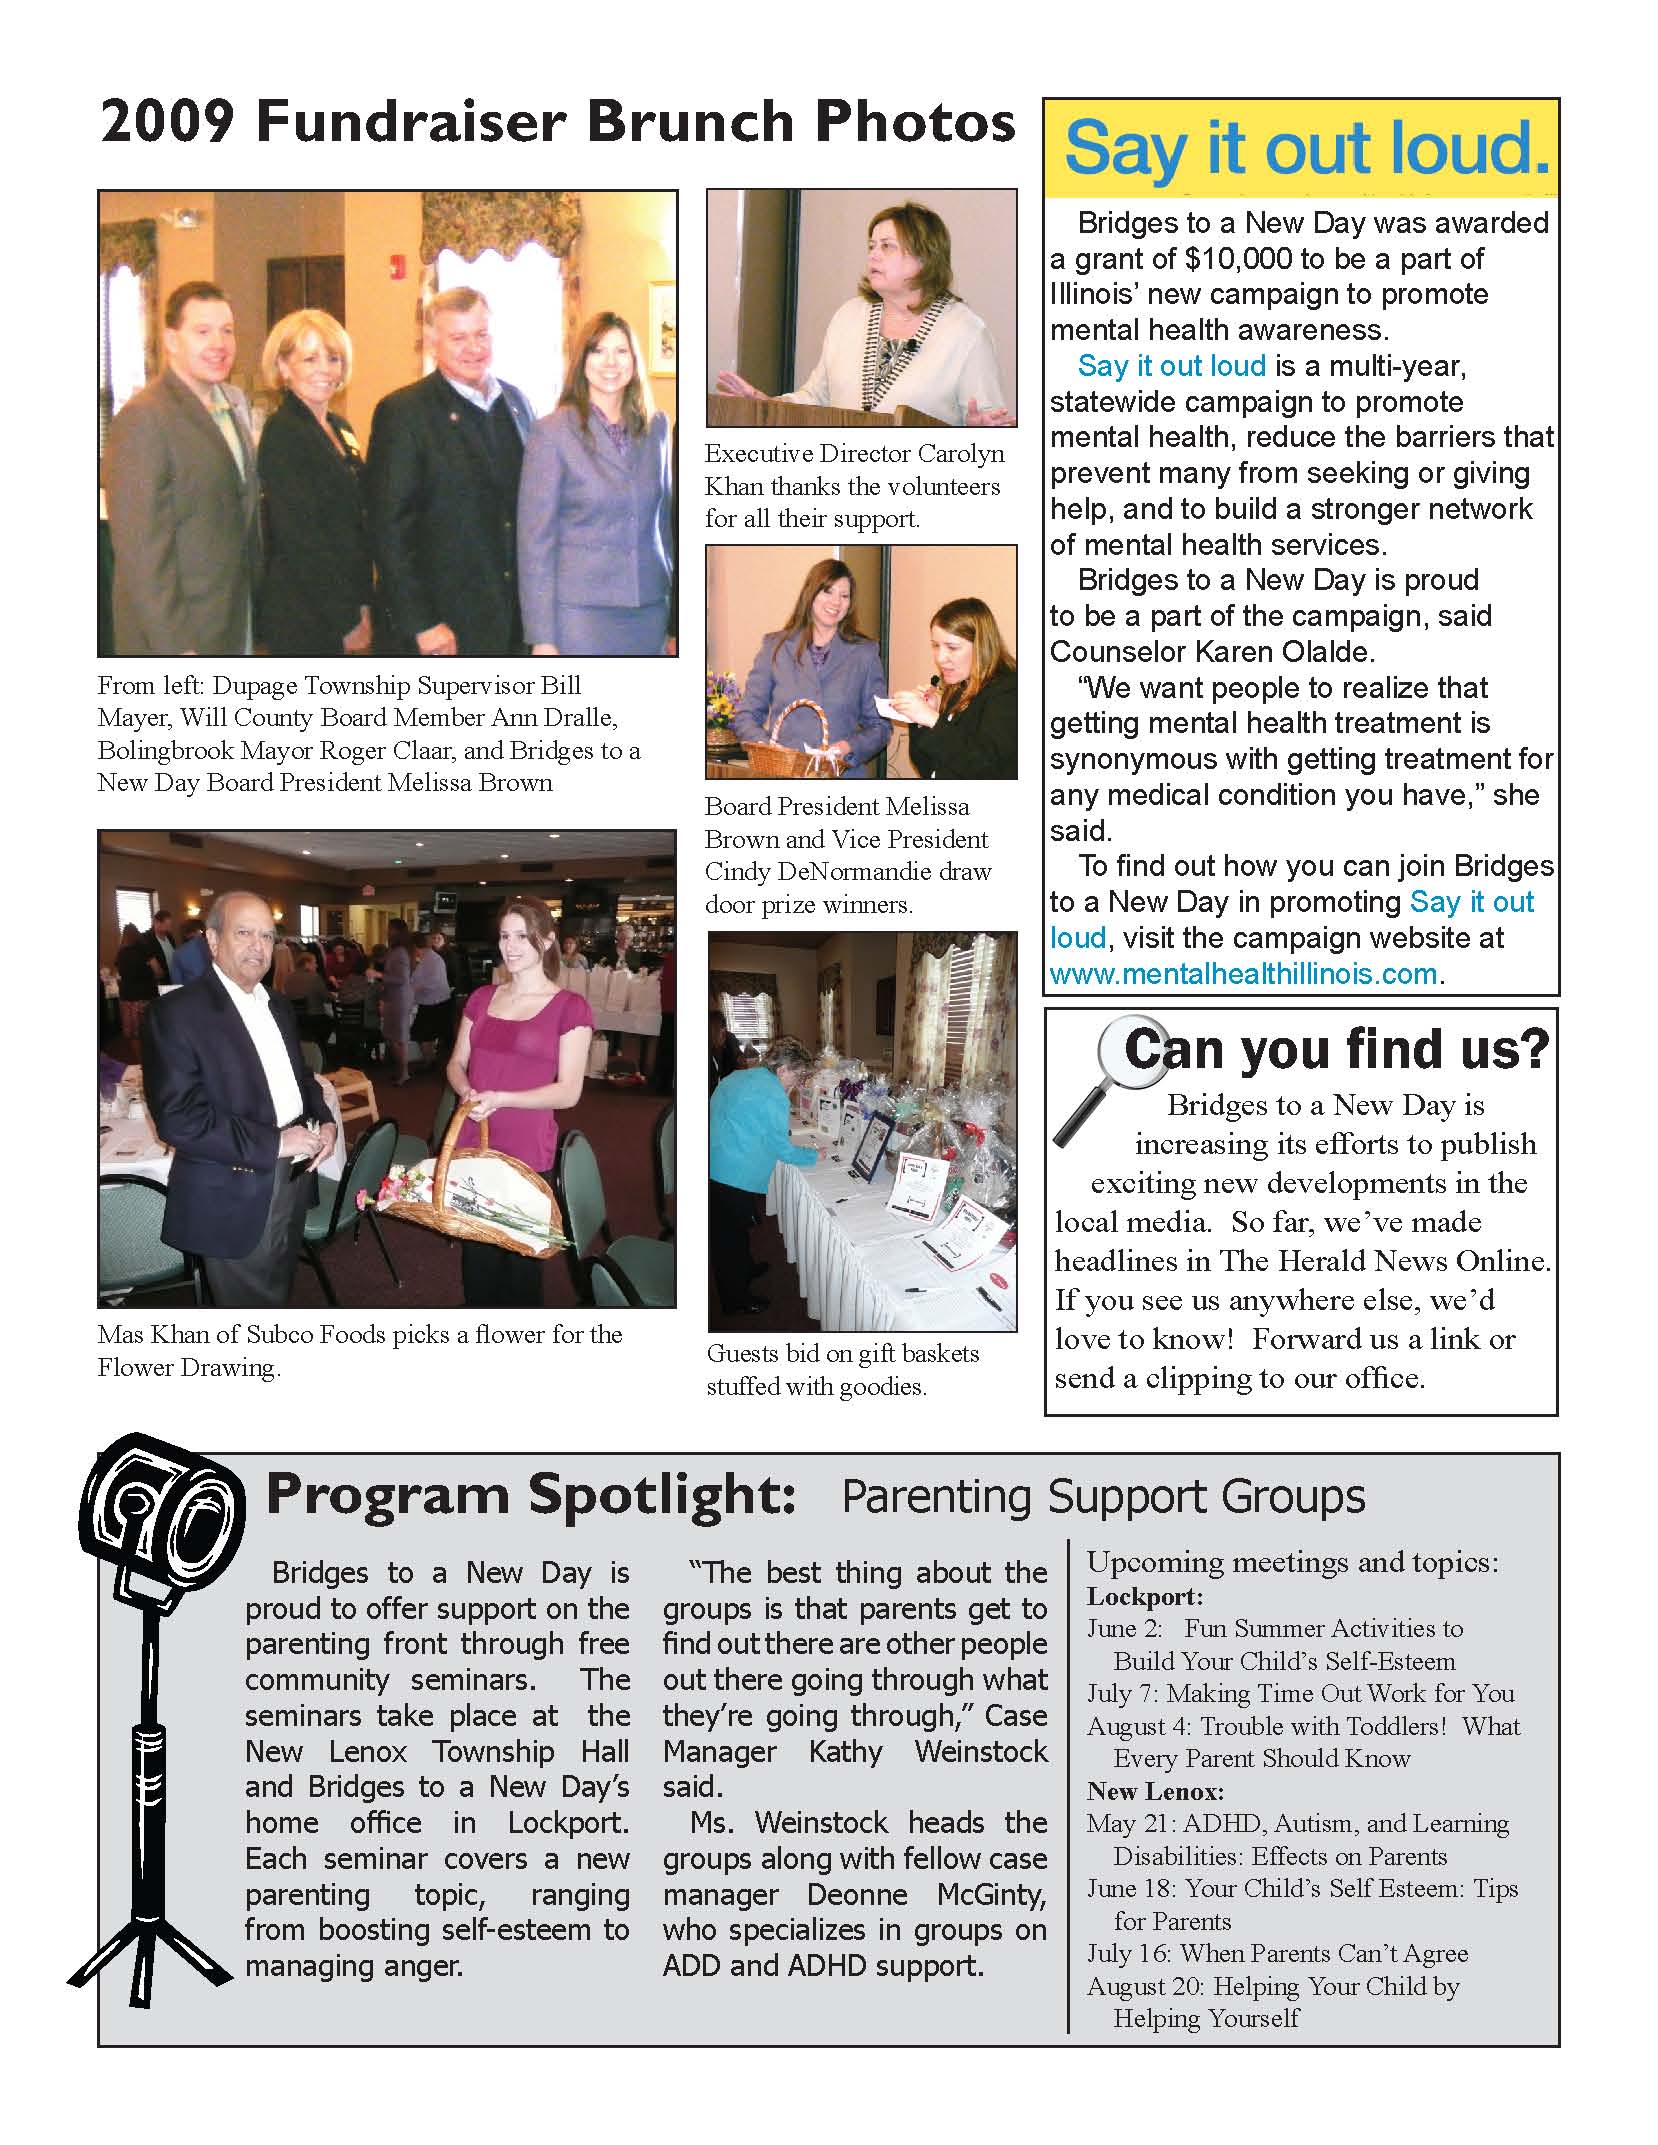 2009 Fundraiser Brunch Photos
From left: Dupage Township Supervisor Bill
Mayer, Will County Board Member Ann Dralle,
Bolingbrook Mayor Roger Claar, and Bridges to a
New Day Board President Melissa Brown
Mas Khan of Subco Foods picks a flower for the
Flower Drawing.
Executive Director Carolyn
Khan thanks the volunteers
for all their support.
Board President Melissa
Brown and Vice President
Cindy DeNormandie draw
door prize winners.
Guests bid on gift baskets
stuffed with goodies.
Say it out loud.
Bridges to a New Day was awarded
a grant of $10,000 to be a part of
Illinois’ new campaign to promote
mental health awareness.
Say it out loud is a multi-year,
statewide campaign to promote
mental health, reduce the barriers that
prevent many from seeking or giving
help, and to build a stronger network
of mental health services.
Bridges to a New Day is proud
to be a part of the campaign, said
Counselor Karen Olalde.
“We want people to realize that
getting mental health treatment is
synonymous with getting treatment for
any medical condition you have,” she
said.
To find out how you can join Bridges
to a New Day in promoting Say it out
loud, visit the campaign website at
www.mentalhealthillinois.com.
Can you find us?
Bridges to a New Day is
increasing its efforts to publish
exciting new developments in the
local media. So far, we’ve made
headlines in The Herald News Online.
If you see us anywhere else, we’d
love to know! Forward us a link or
send a clipping to our office.
Program Spotlight: Parenting Support Groups
Bridges to a New Day is
proud to offer support on the
parenting front through free
community seminars. The
seminars take place at the
New Lenox Township Hall
and Bridges to a New Day’s
home office in Lockport.
Each seminar covers a new
parenting topic, ranging
from boosting self-esteem to
managing anger.
“The best thing about the
groups is that parents get to
find out there are other people
out there going through what
they’re going through,” Case
Manager Kathy Weinstock
said.
Ms. Weinstock heads the
groups along with fellow case
manager Deonne McGinty,
who specializes in groups on
ADD and ADHD support.
Upcoming meetings and topics:
Lockport:
June 2: Fun Summer Activities to
Build Your Child’s Self-Esteem
July 7: Making Time Out Work for You
August 4: Trouble with Toddlers! What
Every Parent Should Know
New Lenox:
May 21: ADHD, Autism, and Learning
Disabilities: Effects on Parents
June 18: Your Child’s Self Esteem: Tips
for Parents
July 16: When Parents Can’t Agree
August 20: Helping Your Child by
Helping Yourself